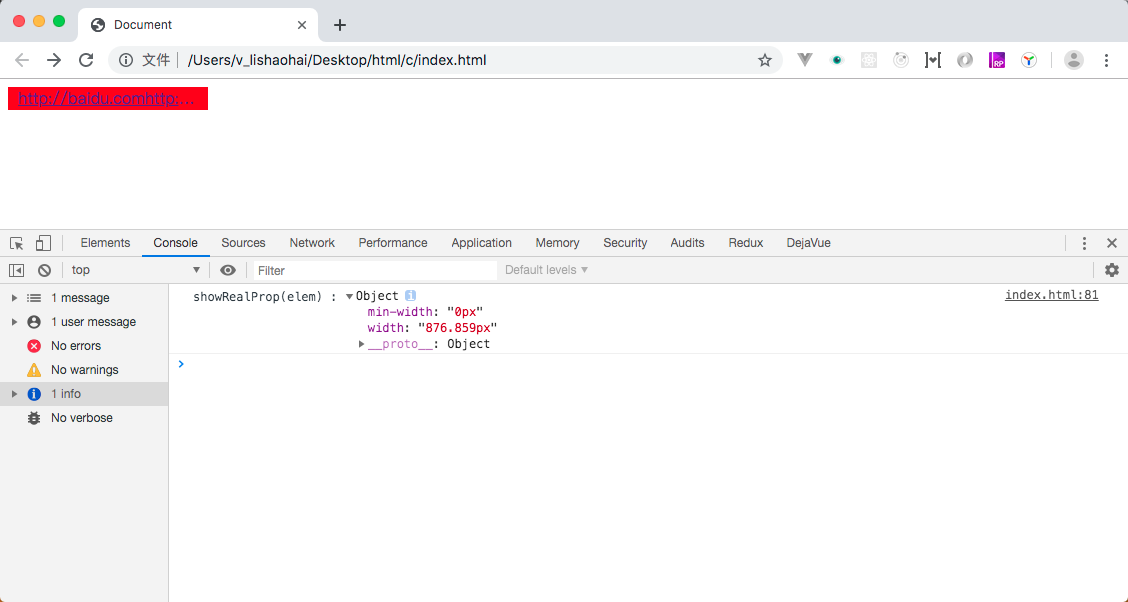 Document
文件 /Users/v_lishaohai/Desktop/html/c/index.html
RP
http://baidu.comhttp:...
Elements Console Sources Network Performance Application Memory Security Audits Redux DejaVue
top Filter Default levels
1 message
1 user message
No errors
No warnings
1 info
No verbose
showRealProp(elem) : Object index.html:81
min-width: "0px"
width: "876.859px"
__proto__: Object